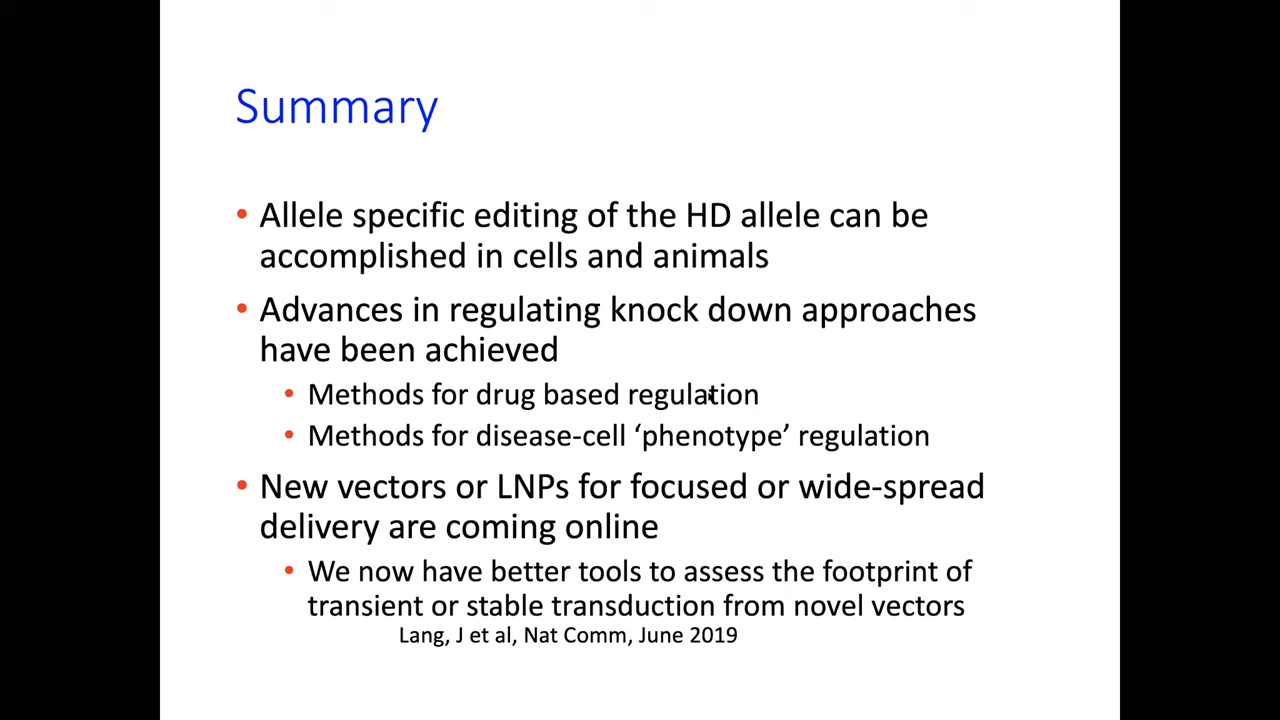 Summary
• Allele specific editing of the HD allele can be
accomplished in cells and animals
• Advances in regulating knock down approaches
have been achieved
• Methods for drug based regulation
• Methods for disease-cell ‘phenotype’ regulation
• New vectors or LNPs for focused or wide-spread
delivery are coming online
• We now have better tools to assess the footprint of
transient or stable transduction from novel vectors
Lang, J et al, Nat Comm, June 2019